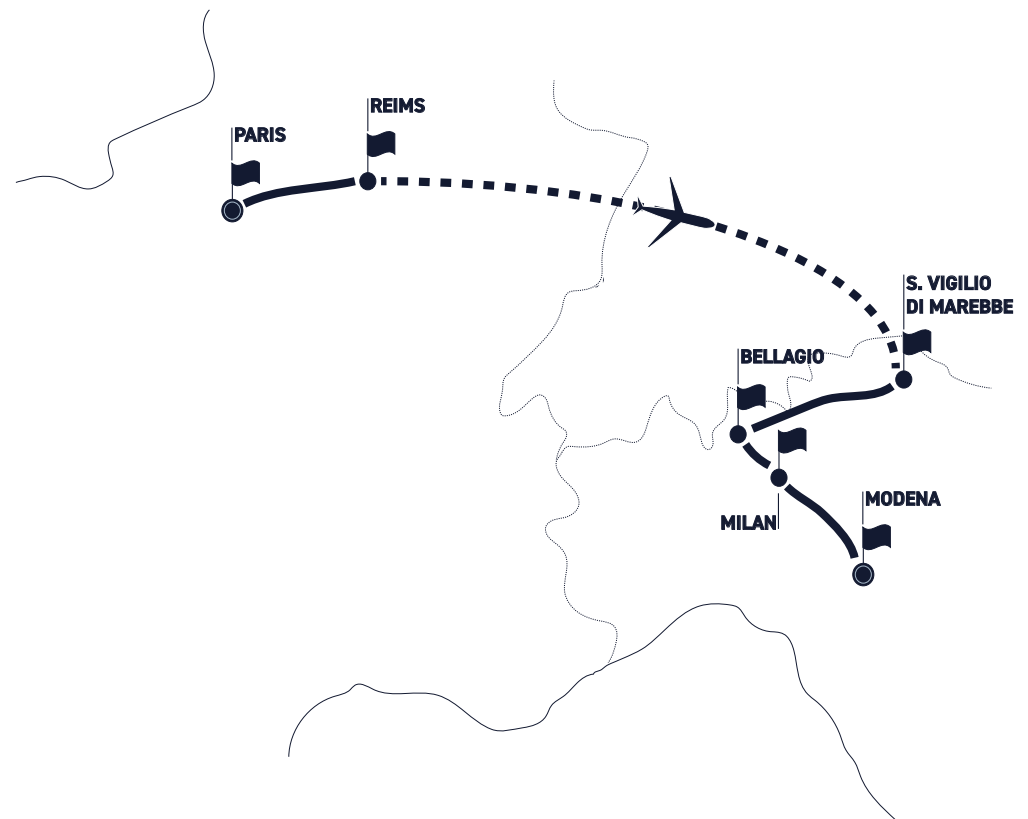 REIMS
PARIS
S. VIGILIO
DI MAREBBE
BELLAGIO
MODENA
MILAN